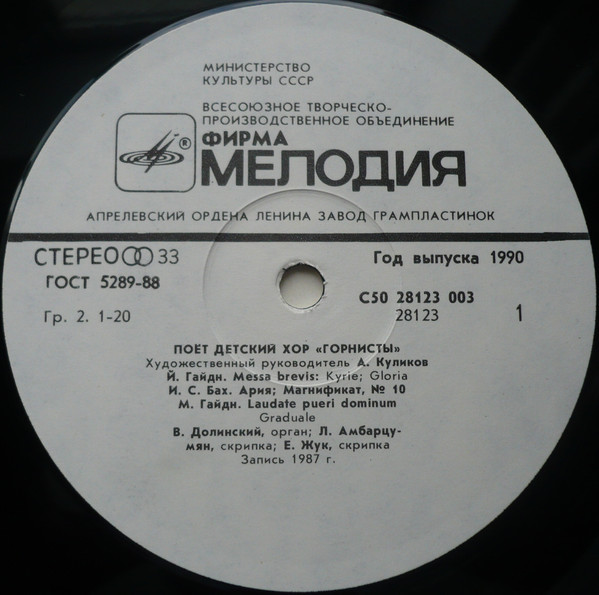 МИНИСТЕРСТВО
КУЛЬТУРЫ СССР
ВСЕСОЮЗНОЕ ТВОРЧЕСКО-
ПРОИЗВОДСТВЕННОЕ ОБЪЕДИНЕНИЕ
® ФИРМА
МЕЛОДИЯ
АПРЕЛЕВСКИЙ ОРДЕНА ЛЕНИНА ЗАВОД ГРАМПЛАСТИНОК
СТЕРЕО 33
Год выпуска 1990
ГОСТ 5289-88
С50 28123 003
Гр. 2. 1-20
28123
1
ПОЁТ ДЕТСКИЙ ХОР «ГОРНИСТЫ»
Художественный руководитель А. Куликов
Й. Гайдн. Messa brevis: Kyrie; Gloria
И. С. Бах. Ария; Магнификат, № 10
М. Гайдн. Laudate pueri dominum
Graduale
В. Долинский, орган; Л. Амбарцу-
мян, скрипка; Е. Жук, скрипка
Запись 1987 г.